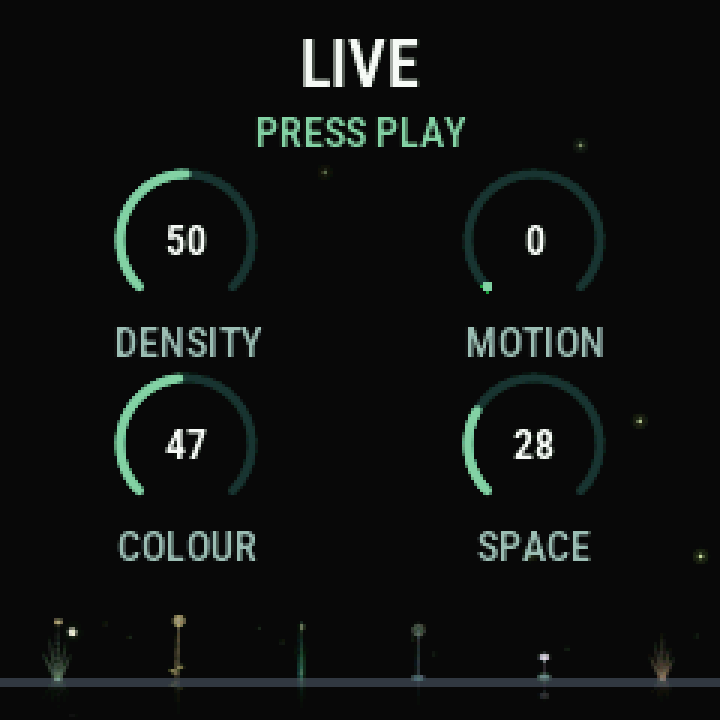 LIVE
PRESS PLAY
50 0
DENSITY MOTION
47 28
COLOUR SPACE